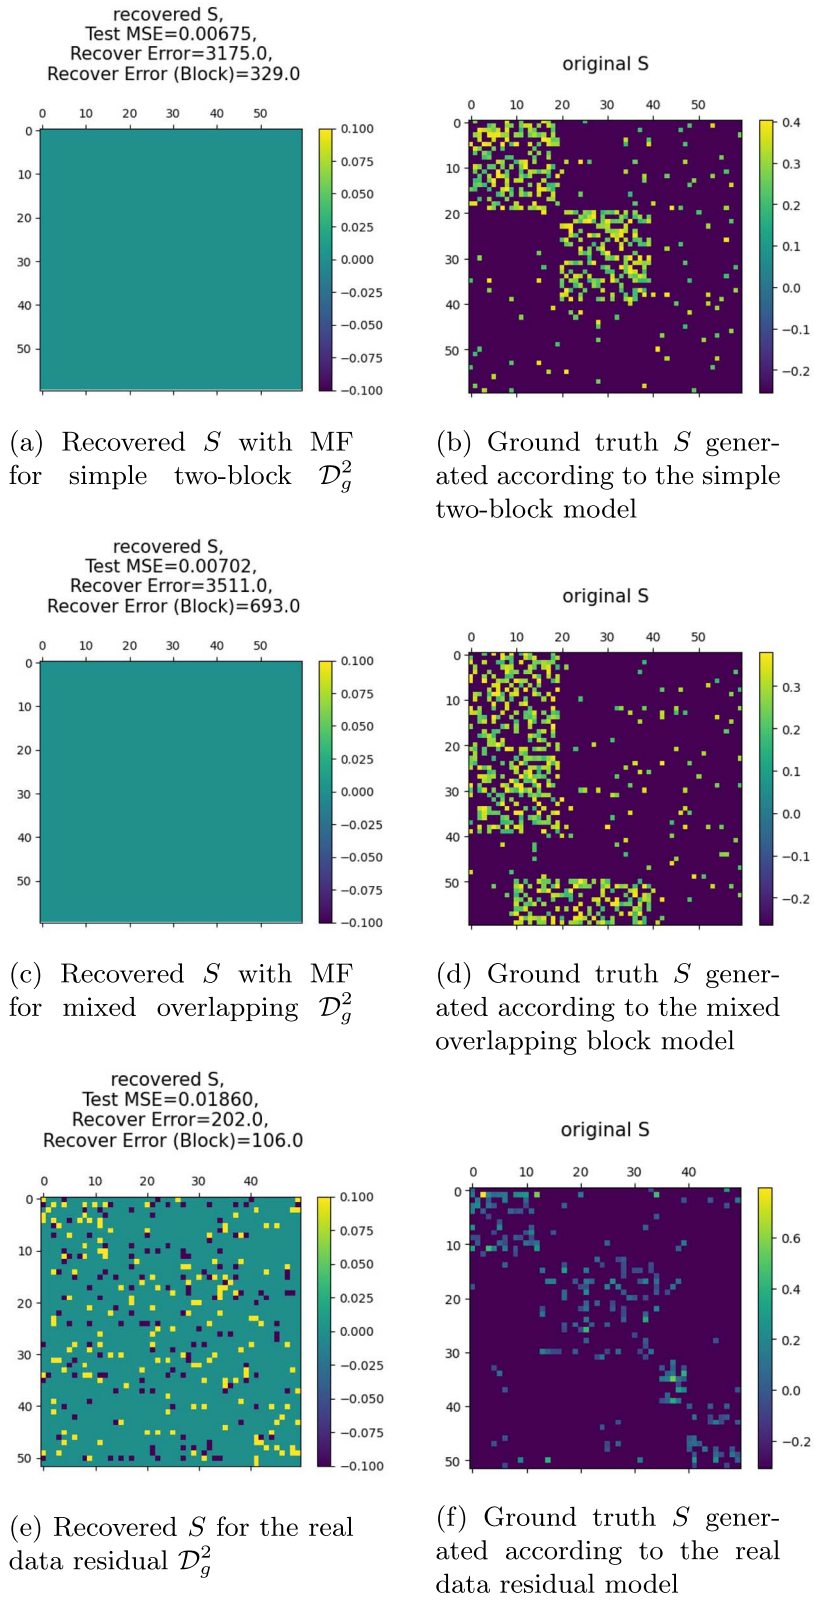 recovered S,
Test MSE=0.00675,
Recover Error=3175.0,
Recover Error (Block)=329.0
0 10 20 30 40 50
0
10
20
30
40
50
0.100
0.075
0.050
0.025
0.000
−0.025
−0.050
−0.075
−0.100
original S
0 10 20 30 40 50
0
10
20
30
40
50
0.4
0.3
0.2
0.1
0.0
−0.1
−0.2
(a) Recovered S with MF
for simple two-block 𝒟_g^2
(b) Ground truth S gener-
ated according to the simple
two-block model
recovered S,
Test MSE=0.00702,
Recover Error=3511.0,
Recover Error (Block)=693.0
0 10 20 30 40 50
0
10
20
30
40
50
0.100
0.075
0.050
0.025
0.000
−0.025
−0.050
−0.075
−0.100
original S
0 10 20 30 40 50
0
10
20
30
40
50
0.3
0.2
0.1
0.0
−0.1
−0.2
(c) Recovered S with MF
for mixed overlapping 𝒟_g^2
(d) Ground truth S gener-
ated according to the mixed
overlapping block model
recovered S,
Test MSE=0.01860,
Recover Error=202.0,
Recover Error (Block)=106.0
0 10 20 30 40
0
10
20
30
40
50
0.100
0.075
0.050
0.025
0.000
−0.025
−0.050
−0.075
−0.100
original S
0 10 20 30 40
0
10
20
30
40
50
0.6
0.4
0.2
0.0
−0.2
(e) Recovered S for the real
data residual 𝒟_g^2
(f) Ground truth S gener-
ated according to the real
data residual model